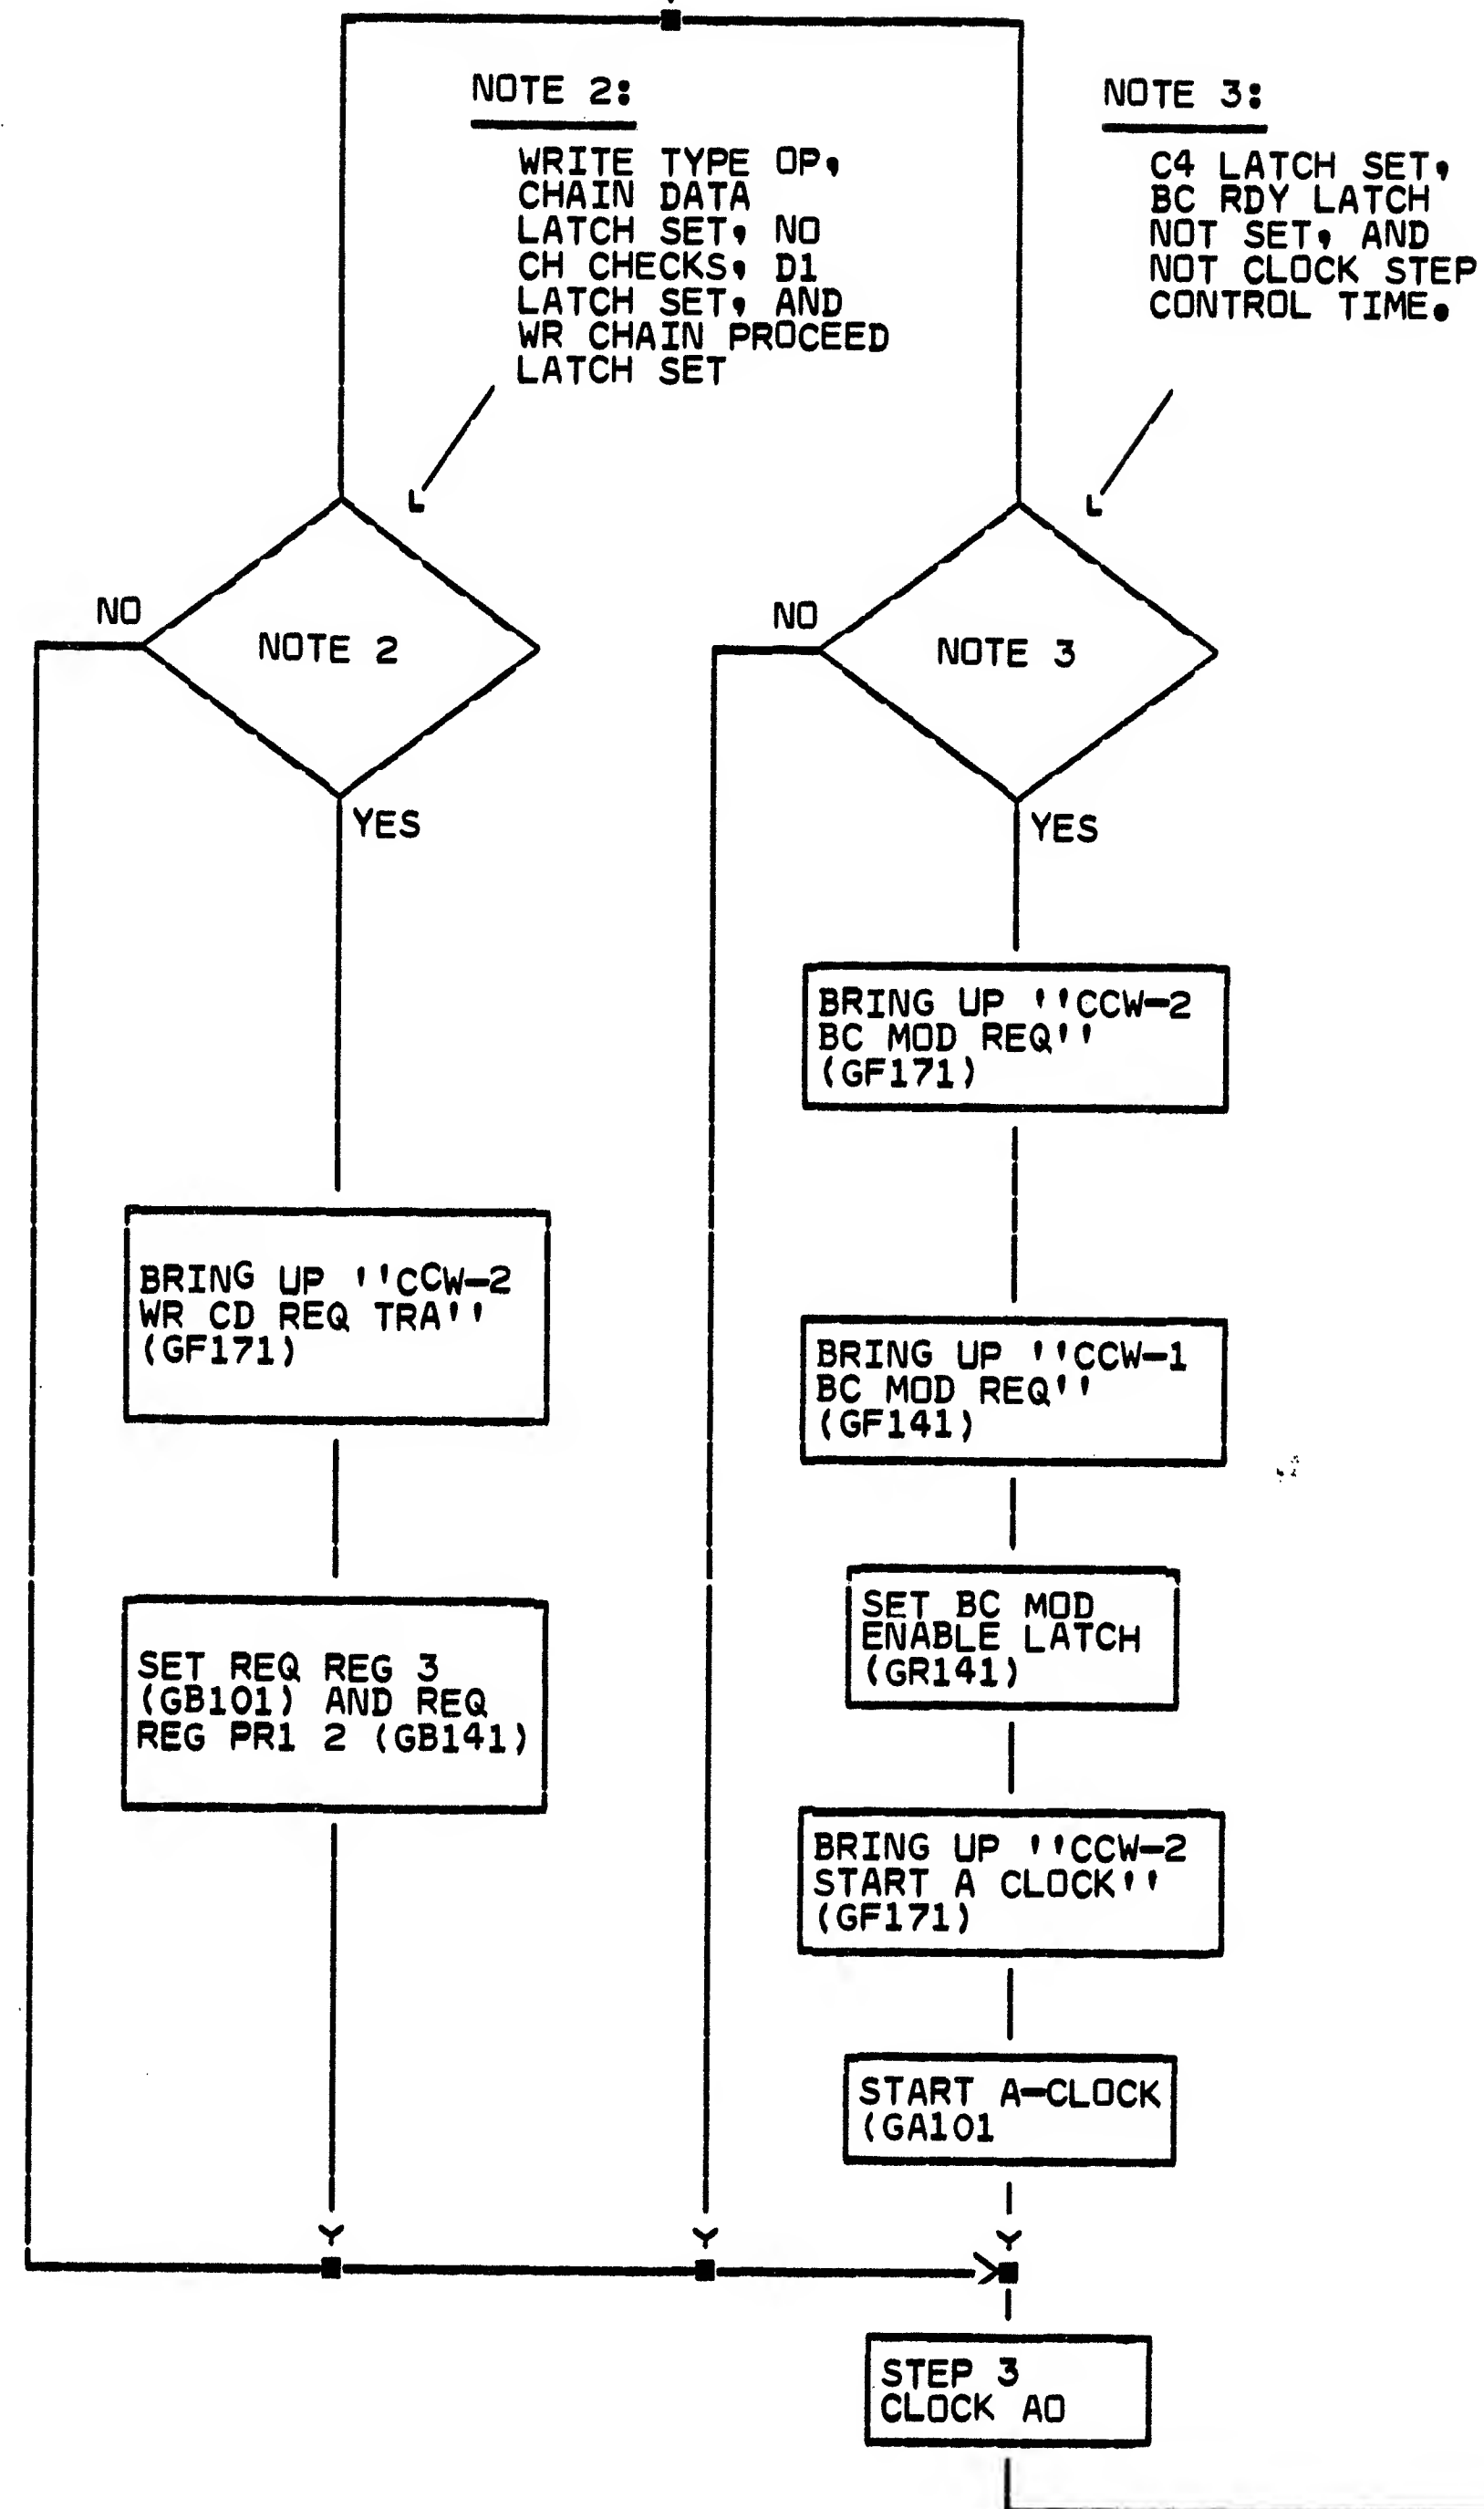 NOTE 2:
WRITE TYPE OP,
CHAIN DATA
LATCH SET, NO
CH CHECKS, D1
LATCH SET, AND
WR CHAIN PROCEED
LATCH SET
NOTE 3:
C4 LATCH SET,
BC RDY LATCH
NOT SET, AND
NOT CLOCK STEP
CONTROL TIME.
NO
NOTE 2
YES
NO
NOTE 3
YES
BRING UP ''CCW-2
BC MOD REQ''
(GF171)
BRING UP ''CCW-2
WR CD REQ TRA''
(GF171)
BRING UP ''CCW-1
BC MOD REQ''
(GF141)
SET REQ REG 3
(GB101) AND REQ
REG PR1 2 (GB141)
SET BC MOD
ENABLE LATCH
(GR141)
BRING UP ''CCW-2
START A CLOCK''
(GF171)
START A-CLOCK
(GA101
STEP 3
CLOCK A0